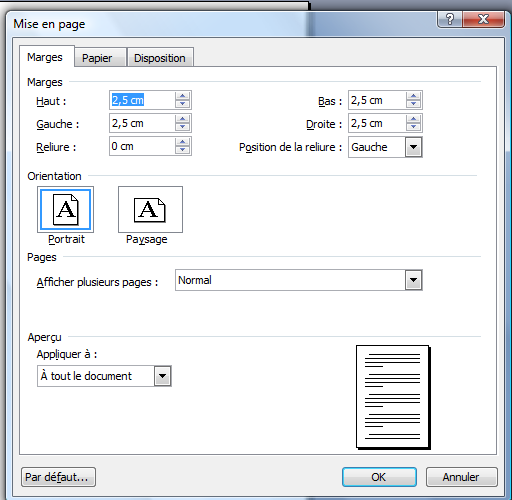 Mise en page
Marges Papier Disposition
Marges
Haut : 2,5 cm Bas : 2,5 cm
Gauche : 2,5 cm Droite : 2,5 cm
Reliure : 0 cm Position de la reliure : Gauche
Orientation
A A
Portrait Paysage
Pages
Afficher plusieurs pages : Normal
Aperçu
Appliquer à :
À tout le document
Par défaut... OK Annuler